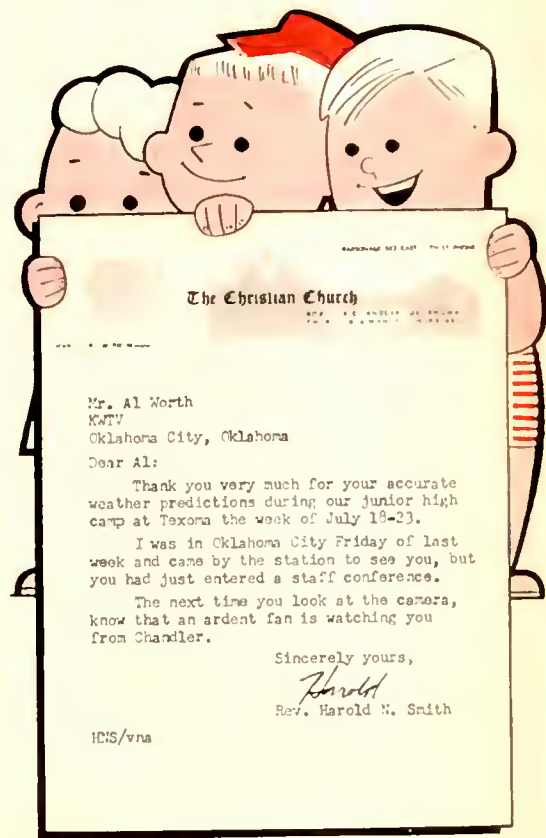 The Christian Church
Mr. Al Worth
KWTV
Oklahoma City, Oklahoma
Dear Al:
Thank you very much for your accurate
weather predictions during our junior high
camp at Texoma the week of July 18-23.
I was in Oklahoma City Friday of last
week and came by the station to see you, but
you had just entered a staff conference.
The next time you look at the camera,
know that an ardent fan is watching you
from Chandler.
Sincerely yours,
Harold
Rev. Harold N. Smith
HNS/vna